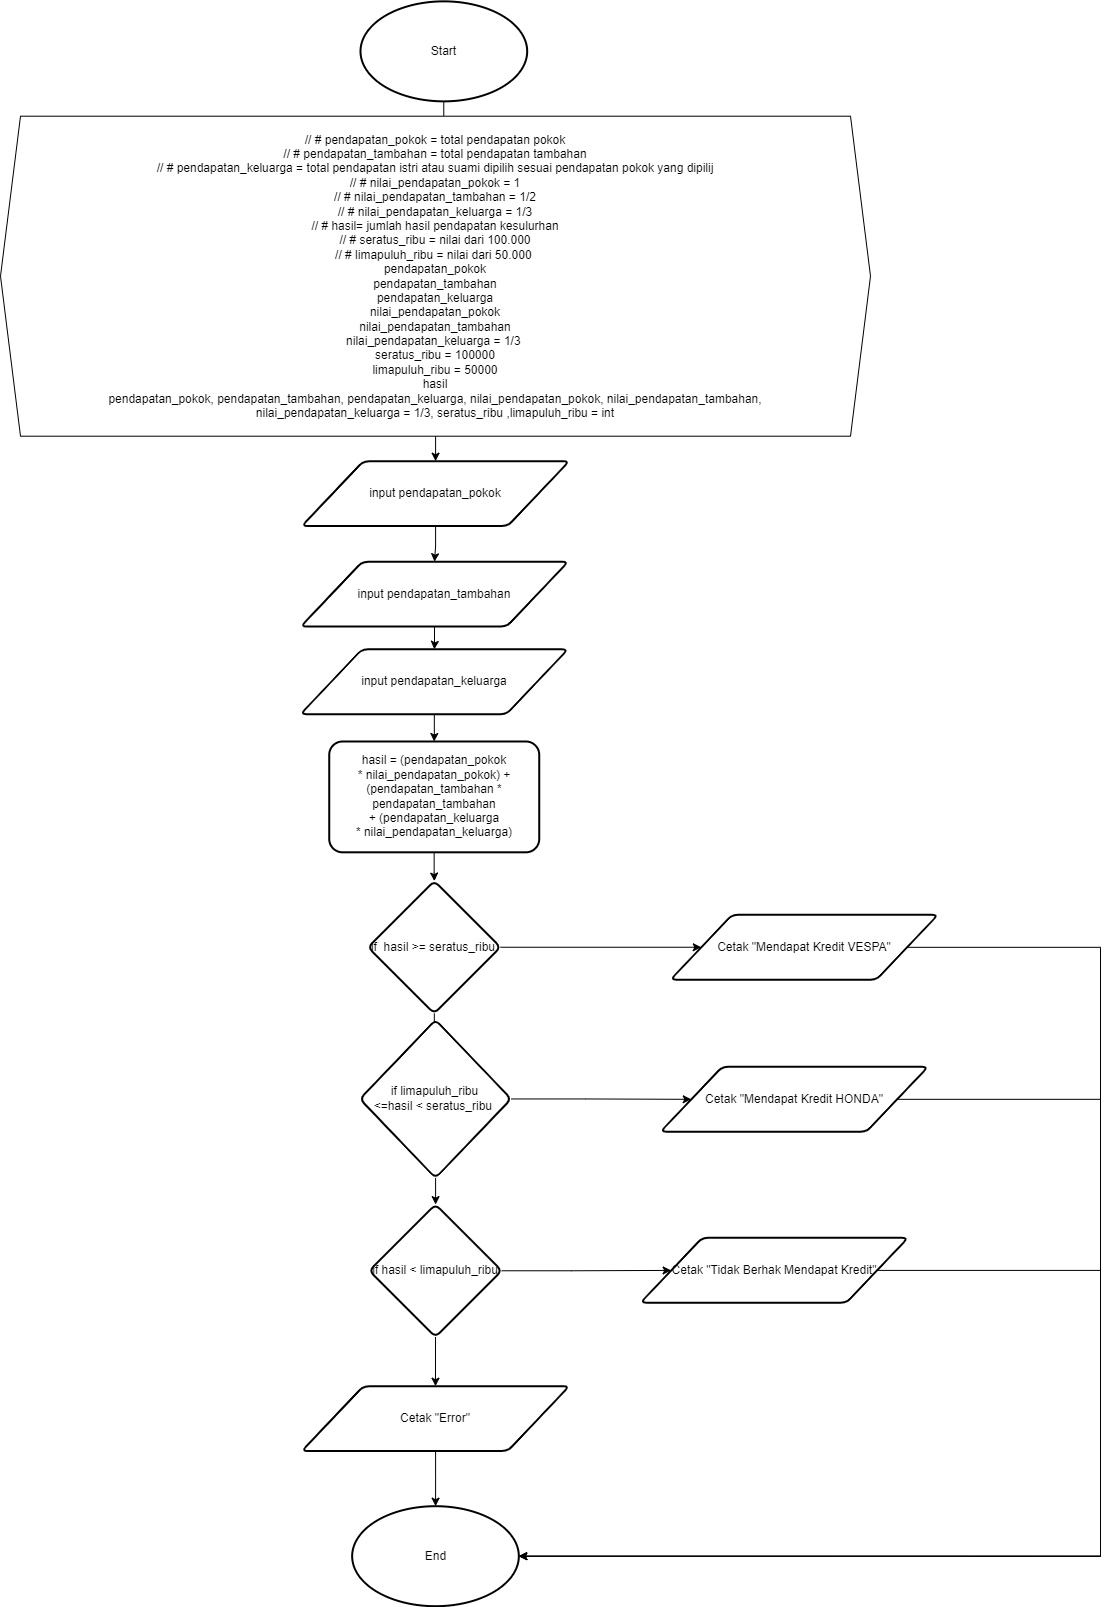 Start
// # pendapatan_pokok = total pendapatan pokok
// # pendapatan_tambahan = total pendapatan tambahan
// # pendapatan_keluarga = total pendapatan istri atau suami dipilih sesuai pendapatan pokok yang dipilij
// # nilai_pendapatan_pokok = 1
// # nilai_pendapatan_tambahan = 1/2
// # nilai_pendapatan_keluarga = 1/3
// # hasil= jumlah hasil pendapatan kesulurhan
// # seratus_ribu = nilai dari 100.000
// # limapuluh_ribu = nilai dari 50.000
pendapatan_pokok
pendapatan_tambahan
pendapatan_keluarga
nilai_pendapatan_pokok
nilai_pendapatan_tambahan
nilai_pendapatan_keluarga = 1/3
seratus_ribu = 100000
limapuluh_ribu = 50000
hasil
pendapatan_pokok, pendapatan_tambahan, pendapatan_keluarga, nilai_pendapatan_pokok, nilai_pendapatan_tambahan,
nilai_pendapatan_keluarga = 1/3, seratus_ribu ,limapuluh_ribu = int
input pendapatan_pokok
input pendapatan_tambahan
input pendapatan_keluarga
hasil = (pendapatan_pokok
* nilai_pendapatan_pokok) +
(pendapatan_tambahan *
pendapatan_tambahan
+ (pendapatan_keluarga
* nilai_pendapatan_keluarga)
if hasil >= seratus_ribu
Cetak "Mendapat Kredit VESPA"
if limapuluh_ribu
<=hasil < seratus_ribu
Cetak "Mendapat Kredit HONDA"
if hasil < limapuluh_ribu
Cetak "Tidak Berhak Mendapat Kredit"
Cetak "Error"
End